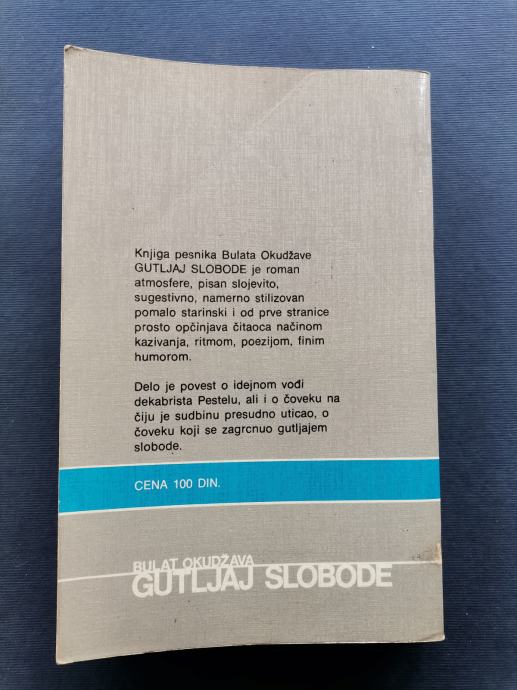 Knjiga pesnika Bulata Okudžave
GUTLJAJ SLOBODE je roman
atmosfere, pisan slojevito,
sugestivno, namerno stilizovan
pomalo starinski i od prve stranice
prosto opčinjava čitaoca načinom
kazivanja, ritmom, poezijom, finim
humorom.
Delo je povest o idejnom vođi
dekabrista Pestelu, ali i o čoveku na
čiju je sudbinu presudno uticao, o
čoveku koji se zagrcnuo gutljajem
slobode.
CENA 100 DIN.
BULAT OKUDŽAVA
GUTLJAJ SLOBODE